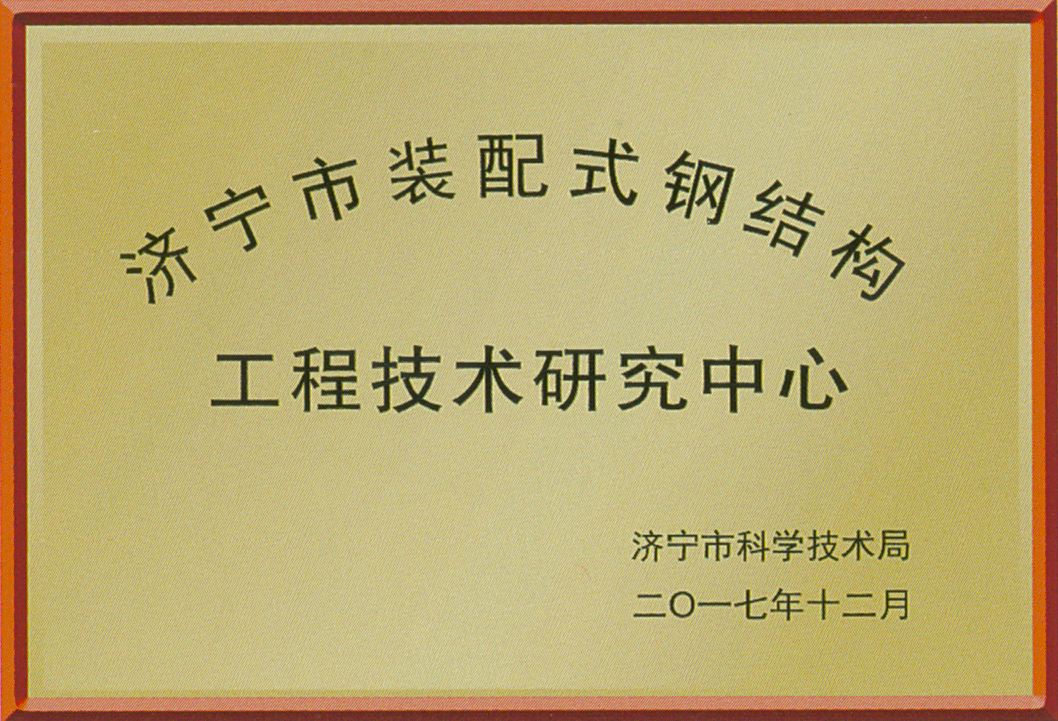 济宁市装配式钢结构
工程技术研究中心
济宁市科学技术局
二〇一七年十二月